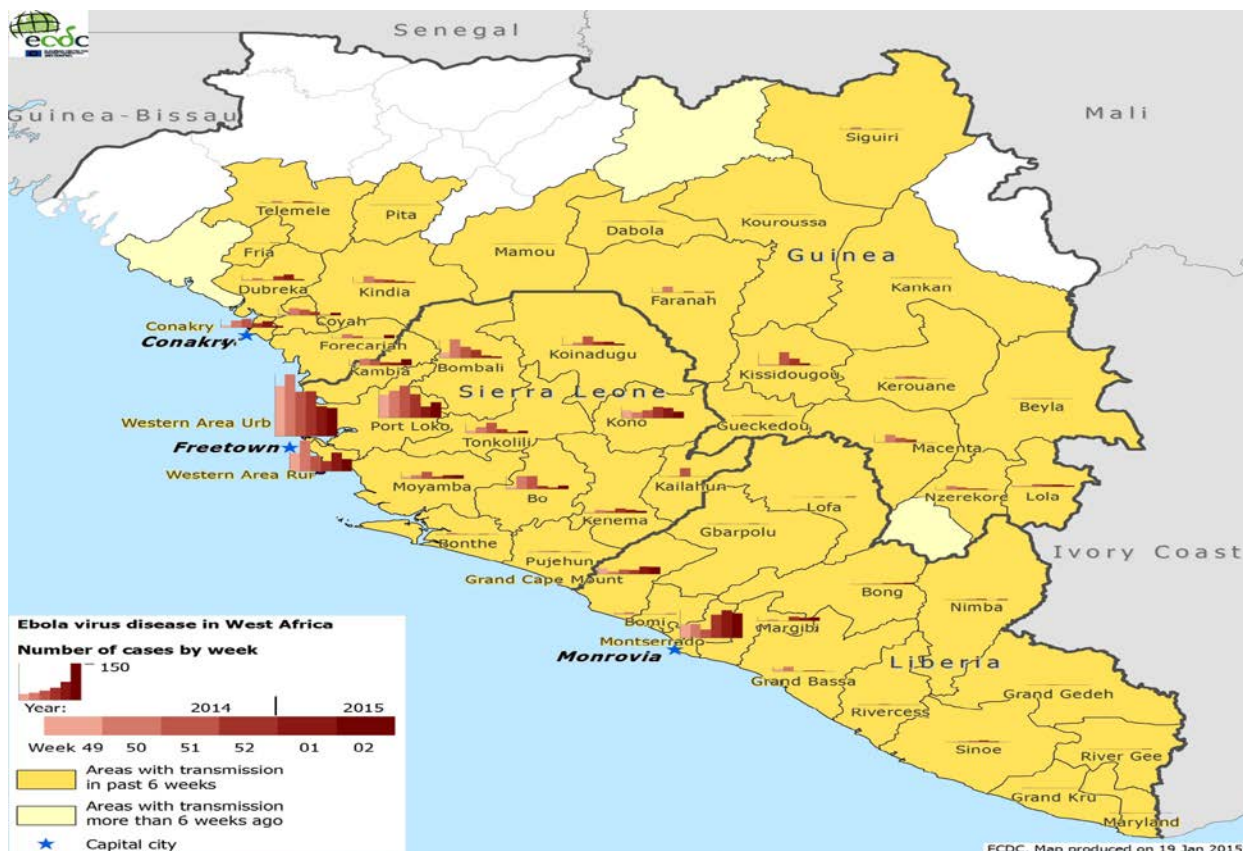 ecdc
Senegal
Guinea-Bissau
Mali
Siguiri
Telemele
Pita
Kouroussa
Dabola
Fria
Mamou
Guinea
Dubreka
Kindia
Kankan
Faranah
Conakry
Coyah
Conakry
Forecariah
Koinadugu
Kambia
Bombali
Kissidougou
Kerouane
Sierra Leone
Beyla
Western Area Urb
Port Loko
Kono
Gueckedou
Tonkolili
Freetown
Macenta
Western Area Rur
Moyamba
Bo
Kailahun
Nzerekore
Lola
Lofa
Kenema
Gbarpolu
Bonthe
Ivory Coast
Pujehun
Grand Cape Mount
Bong
Nimba
Bomi
Margibi
Montserrado
Monrovia
Liberia
Grand Bassa
Grand Gedeh
Rivercess
Sinoe
River Gee
Grand Kru
Maryland
Ebola virus disease in West Africa
Number of cases by week
150
Year: 2014 2015
Week 49 50 51 52 01 02
Areas with transmission
in past 6 weeks
Areas with transmission
more than 6 weeks ago
Capital city
ECDC. Map produced on 19 Jan 2015